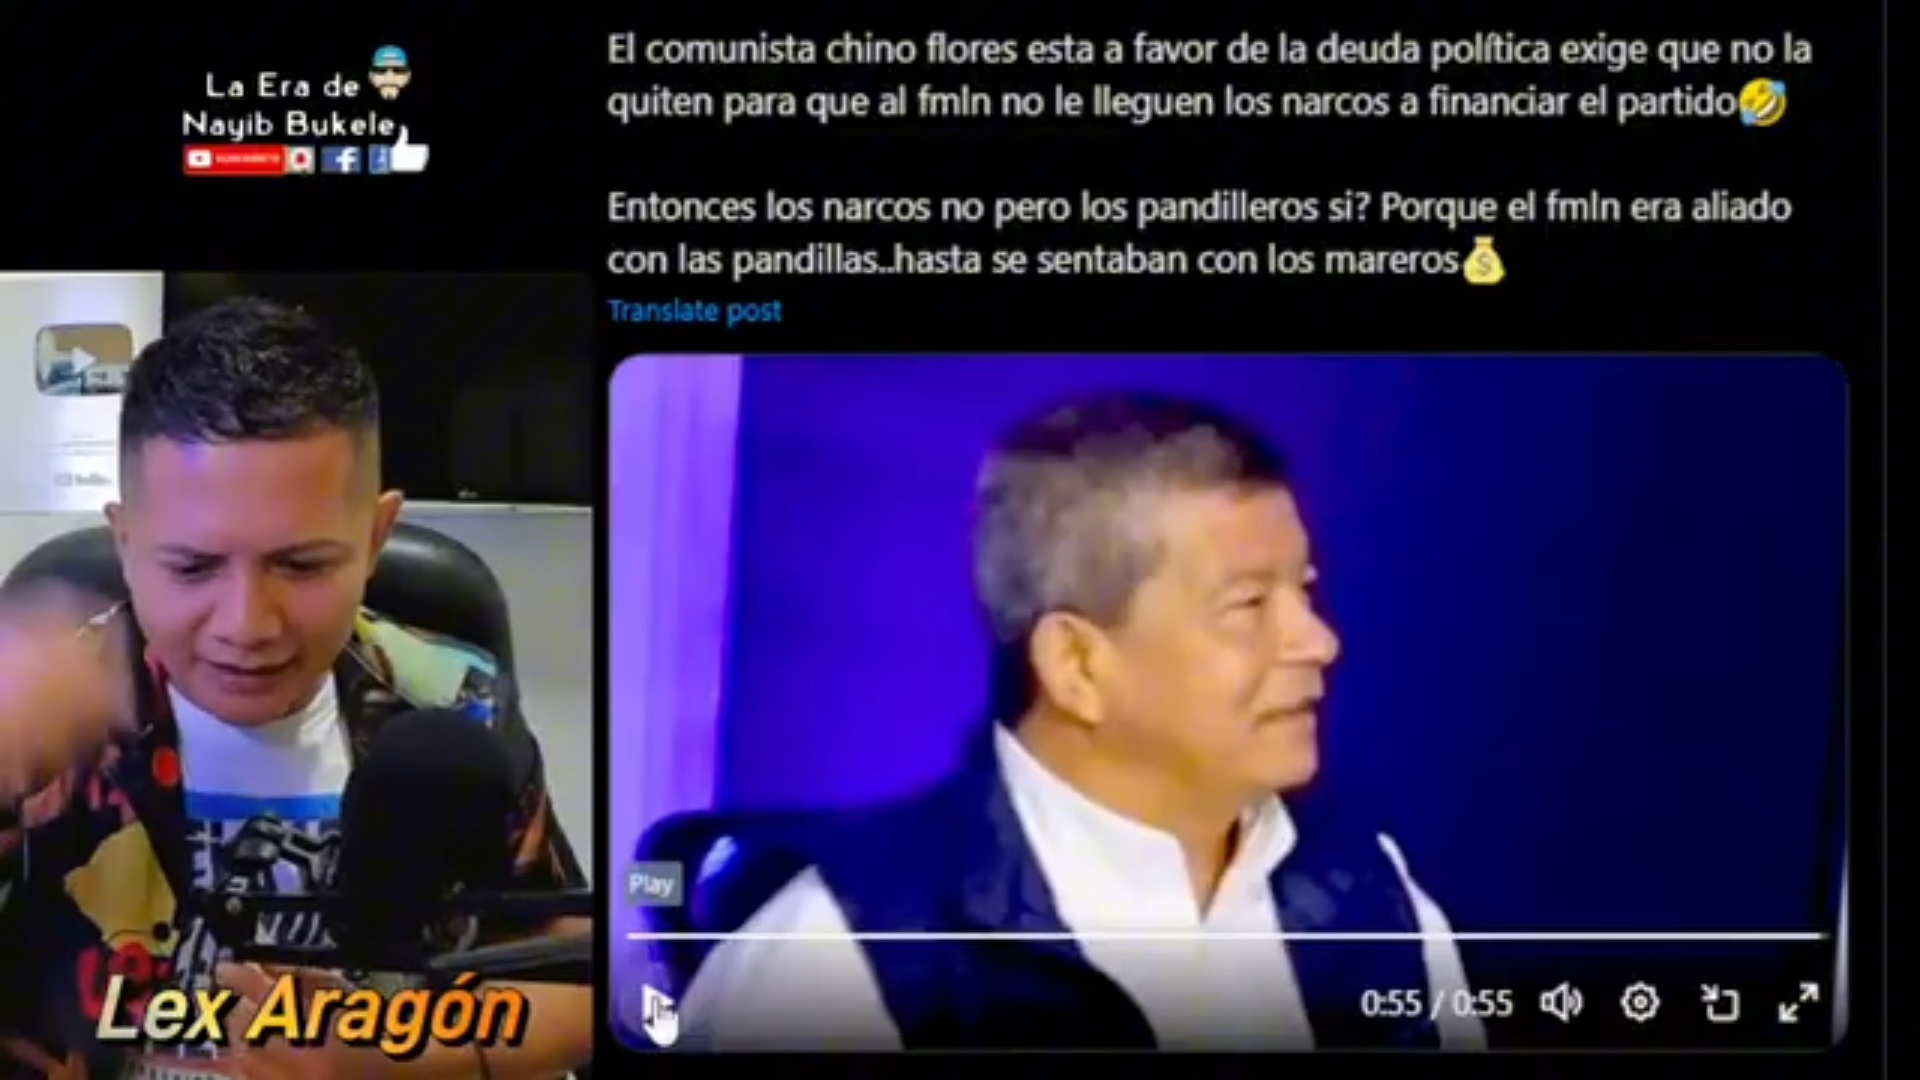 La Era de
Nayib Bukele
El comunista chino flores esta a favor de la deuda política exige que no la
quiten para que al fmln no le lleguen los narcos a financiar el partido🤣
Entonces los narcos no pero los pandilleros si? Porque el fmln era aliado
con las pandillas..hasta se sentaban con los mareros💰
Translate post
Play
0:55 / 0:55
Lex Aragón